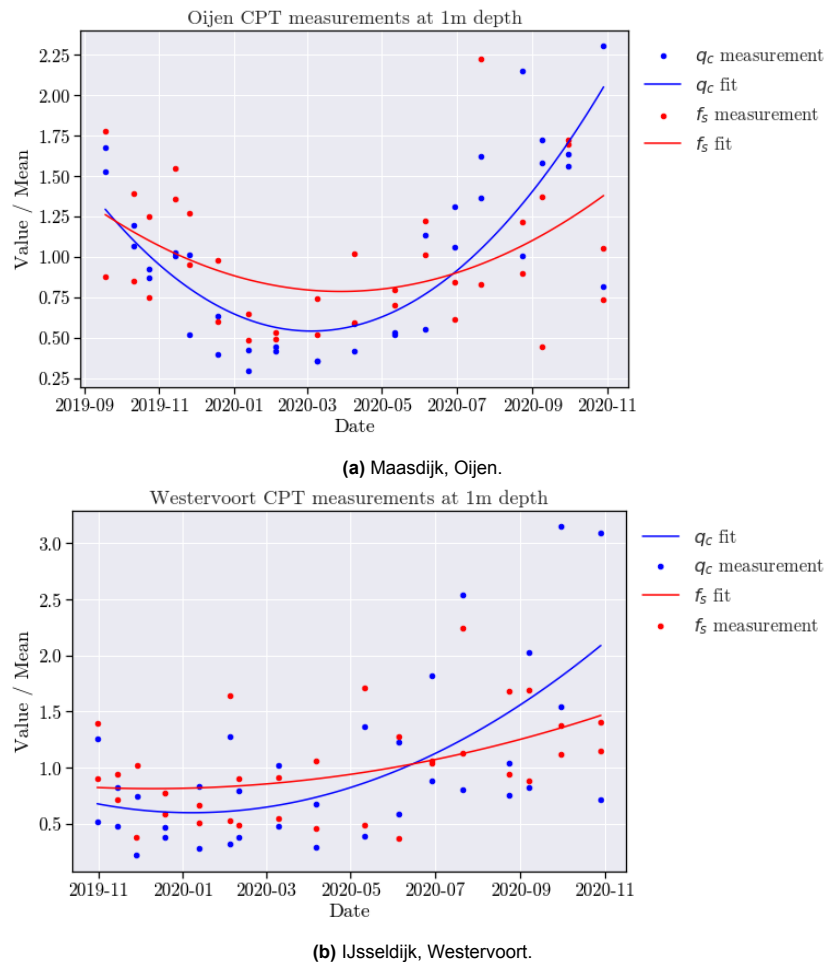 Oijen CPT measurements at 1m depth
Value / Mean
2.25
2.00
1.75
1.50
1.25
1.00
0.75
0.50
0.25
2019-09 2019-11 2020-01 2020-03 2020-05 2020-07 2020-09 2020-11
Date
q_c measurement
q_c fit
f_s measurement
f_s fit
(a) Maasdijk, Oijen.
Westervoort CPT measurements at 1m depth
Value / Mean
3.0
2.5
2.0
1.5
1.0
0.5
2019-11 2020-01 2020-03 2020-05 2020-07 2020-09 2020-11
Date
q_c fit
q_c measurement
f_s fit
f_s measurement
(b) IJsseldijk, Westervoort.